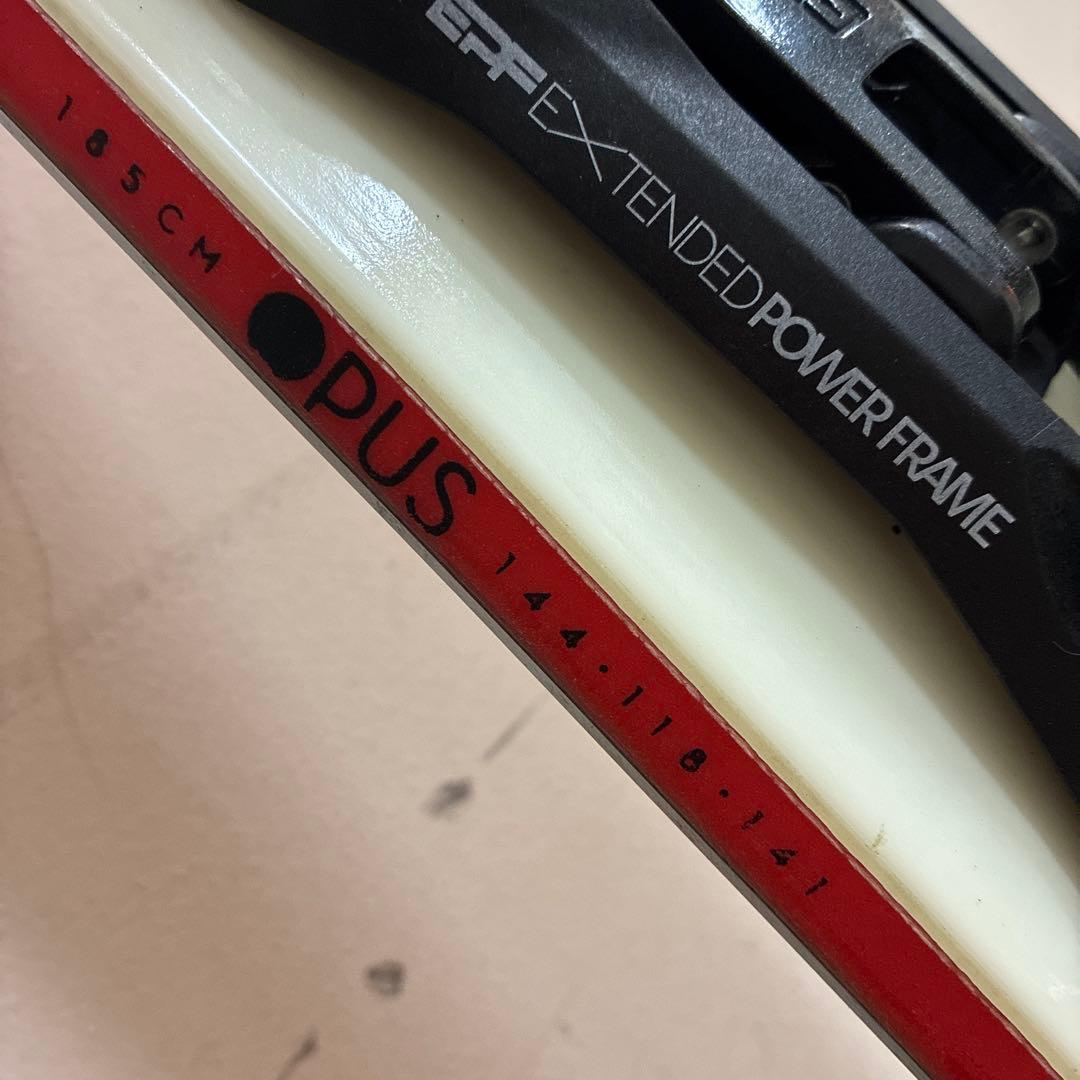 EPF EXTENDED POWER FRAME
185CM OPUS 144·118·141